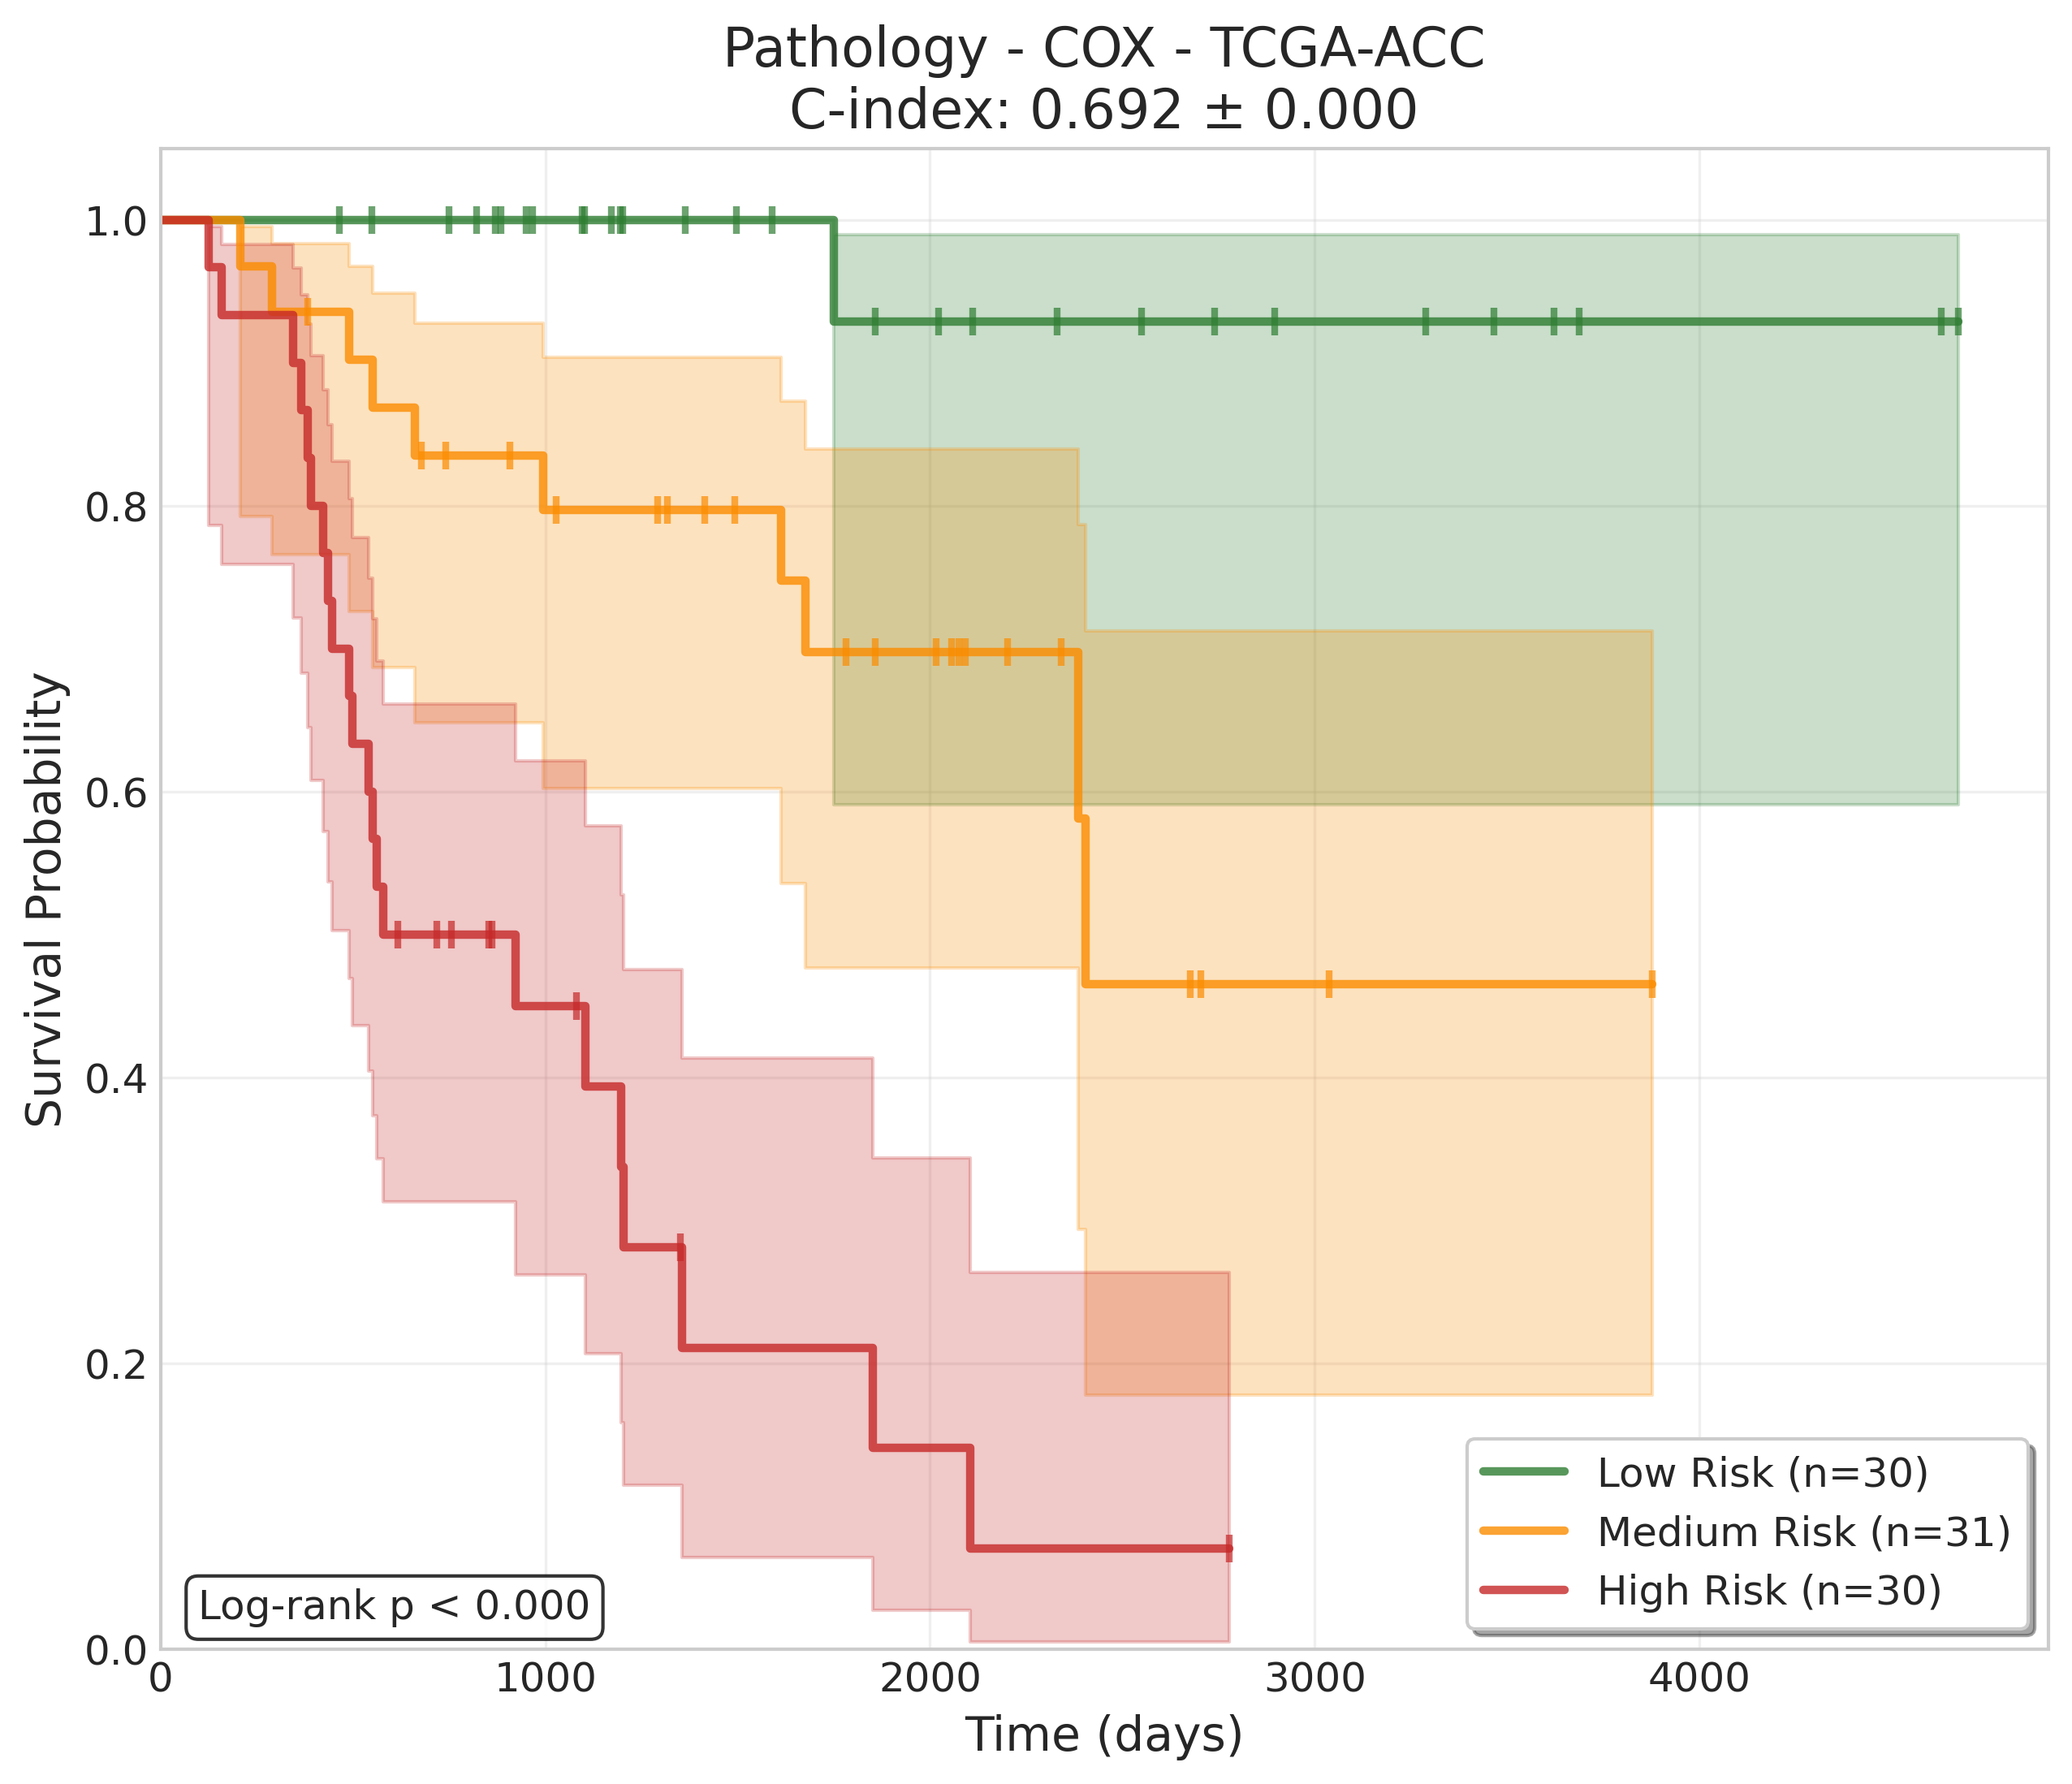 Pathology - COX - TCGA-ACC
C-index: 0.692 ± 0.000
Survival Probability
1.0
0.8
0.6
0.4
0.2
0.0
0
1000
2000
3000
4000
Time (days)
Log-rank p < 0.000
Low Risk (n=30)
Medium Risk (n=31)
High Risk (n=30)